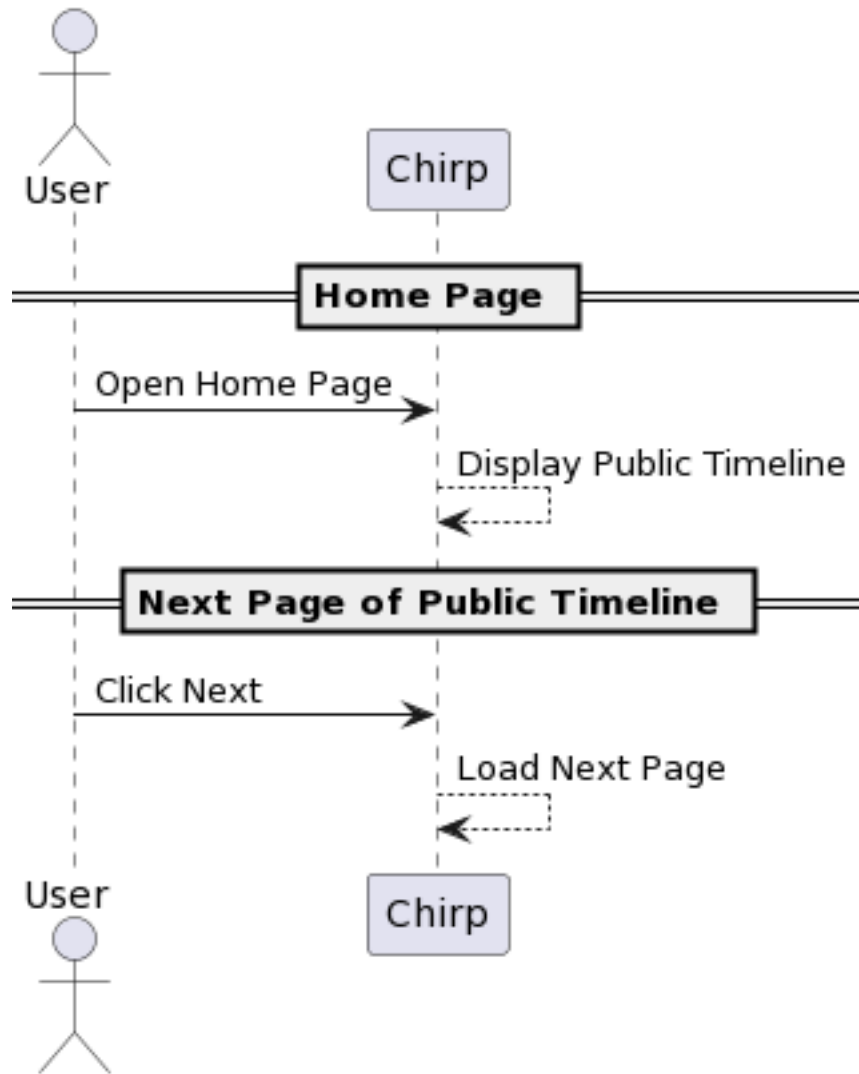 User
Chirp
Home Page
Open Home Page
Display Public Timeline
Next Page of Public Timeline
Click Next
Load Next Page
User
Chirp